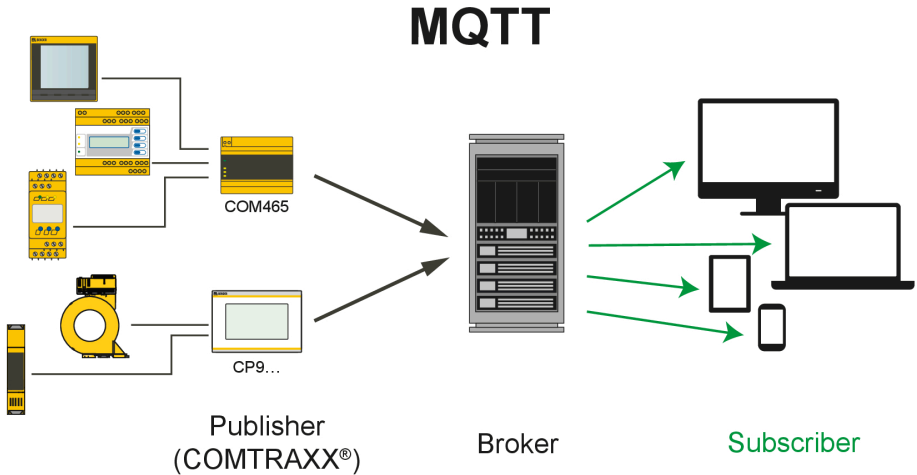 MQTT
COM465
CP9...
Publisher
(COMTRAXX®)
Broker
Subscriber